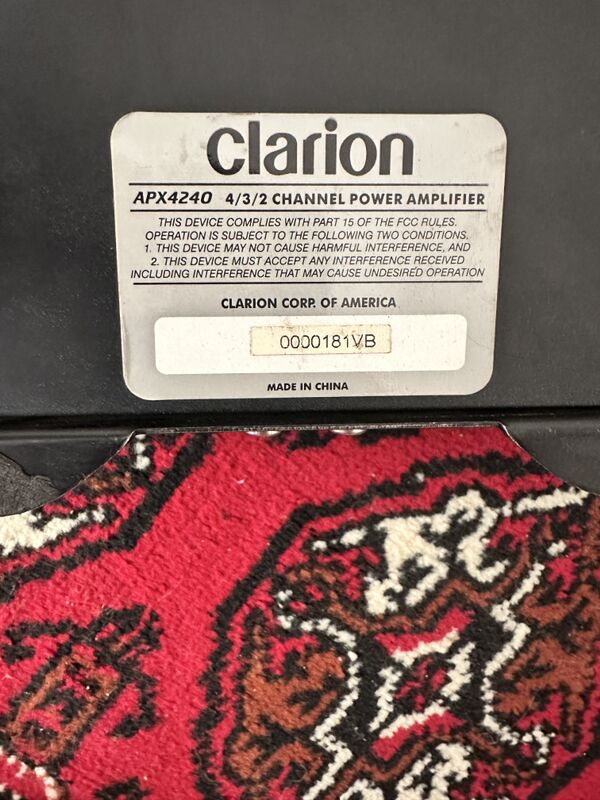 clarion
APX4240 4/3/2 CHANNEL POWER AMPLIFIER
THIS DEVICE COMPLIES WITH PART 15 OF THE FCC RULES.
OPERATION IS SUBJECT TO THE FOLLOWING TWO CONDITIONS.
1. THIS DEVICE MAY NOT CAUSE HARMFUL INTERFERENCE, AND
2. THIS DEVICE MUST ACCEPT ANY INTERFERENCE RECEIVED
INCLUDING INTERFERENCE THAT MAY CAUSE UNDESIRED OPERATION
CLARION CORP. OF AMERICA
0000181VB
MADE IN CHINA